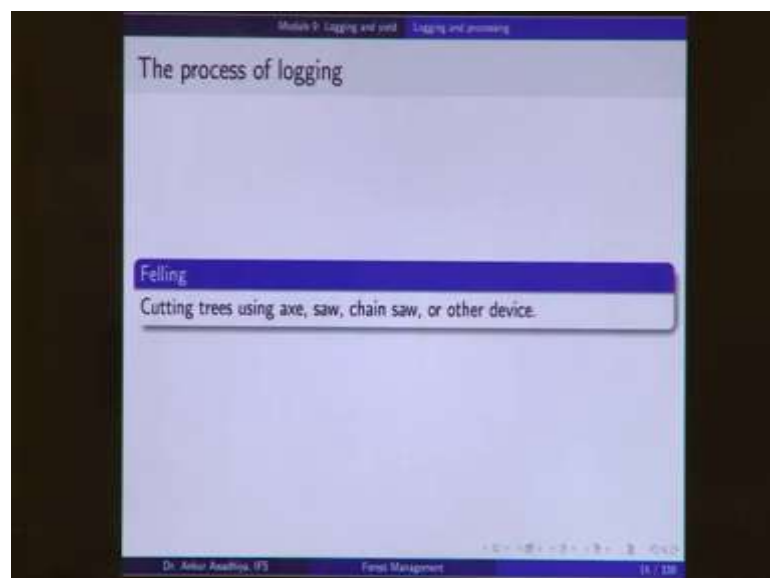 Module 9: Logging and yield Logging and processing
The process of logging
Felling
Cutting trees using axe, saw, chain saw, or other device.
Dr. Ankur Awadhiya, IFS Forest Management